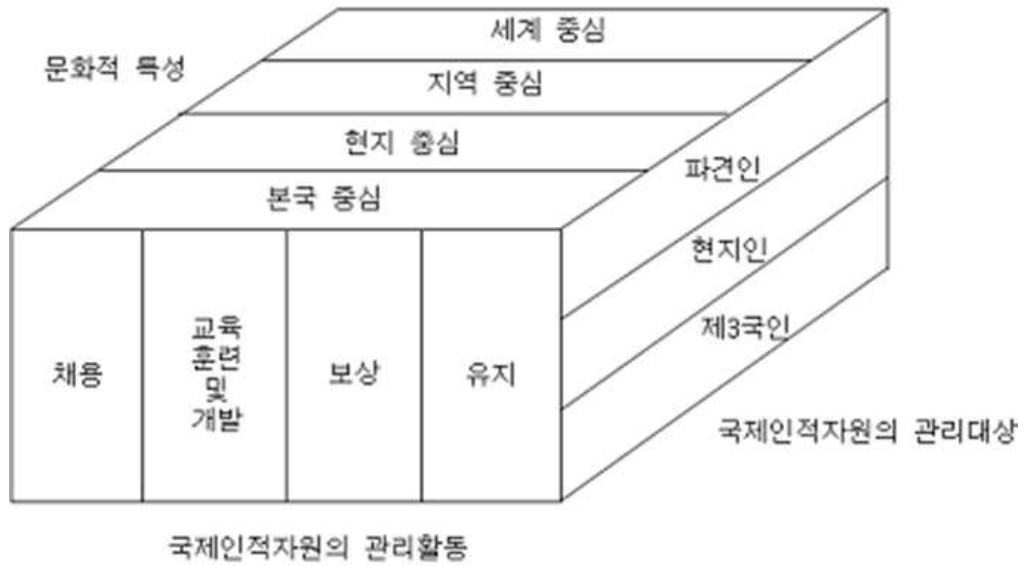 세계 중심
문화적 특성
지역 중심
현지 중심
파견인
본국 중심
현지인
제3국인
채용
교육
훈련
및
개발
보상
유지
국제인적자원의 관리대상
국제인적자원의 관리활동